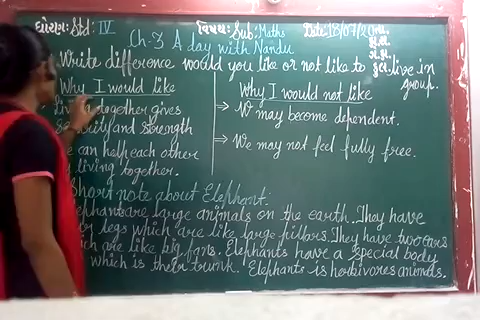 ધોરણઃ Std: IV વિષયઃ Sub: Maths Date: 18/07/2
Ch-3 A day with Nandu
Write difference would you like or not like to live in
group.
Why I would like
together gives
and strength
can help each other
living together.
Why I would not like
→ W may become dependent.
→ We may not feel fully free.
Short note about Elephant:
are large animals on the earth. They have
legs which are like large pillars. They have two ears
are like big fans. Elephants have a special body
which is their trunk. Elephants is herbivores animals.